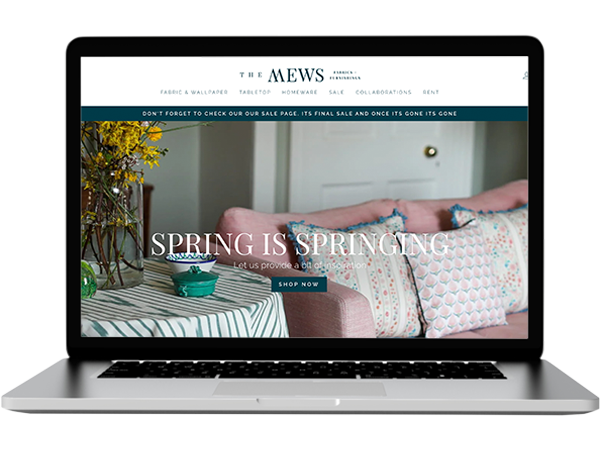 THE MEWS FABRICS + FURNISHINGS
FABRIC & WALLPAPER TABLETOP HOMEWARE SALE COLLABORATIONS RENT
DON'T FORGET TO CHECK OUR OUR SALE PAGE. ITS FINAL SALE AND ONCE ITS GONE ITS GONE
SPRING IS SPRINGING
Let us provide a bit of inspiration
SHOP NOW